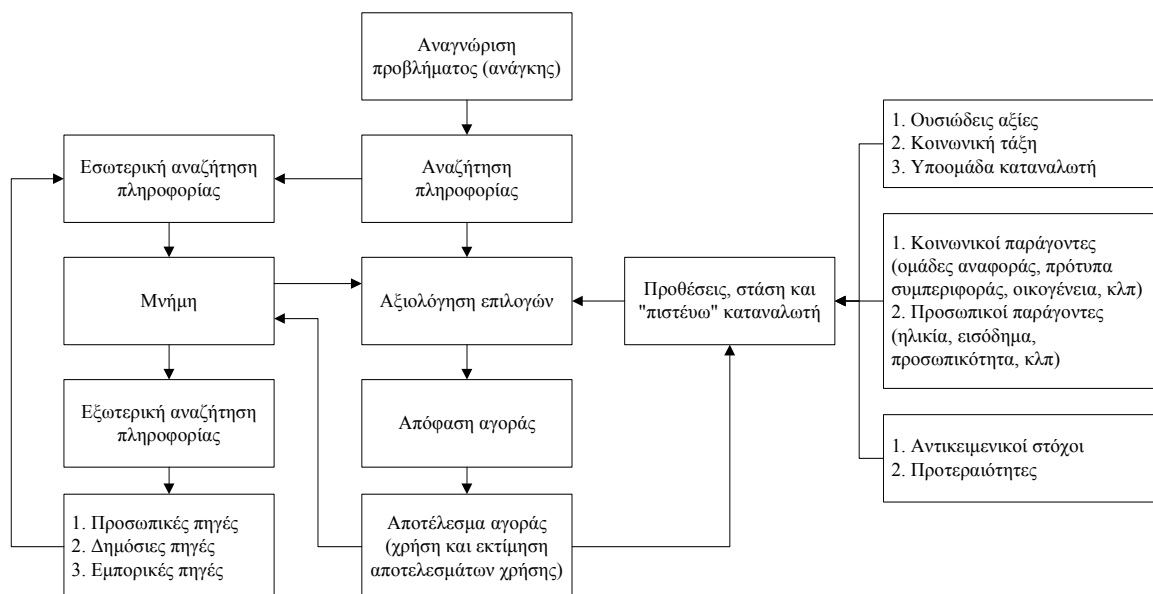 Αναγνώριση
προβλήματος (ανάγκης)
Εσωτερική αναζήτηση
πληροφορίας
Αναζήτηση
πληροφορίας
1. Ουσιώδεις αξίες
2. Κοινωνική τάξη
3. Υποομάδα καταναλωτή
Μνήμη
Αξιολόγηση επιλογών
Προθέσεις, στάση και
"πιστέυω" καταναλωτή
1. Κοινωνικοί παράγοντες
(ομάδες αναφοράς, πρότυπα
συμπεριφοράς, οικογένεια, κλπ)
2. Προσωπικοί παράγοντες
(ηλικία, εισόδημα,
προσωπικότητα, κλπ)
Εξωτερική αναζήτηση
πληροφορίας
Απόφαση αγοράς
1. Αντικειμενικοί στόχοι
2. Προτεραιότητες
1. Προσωπικές πηγές
2. Δημόσιες πηγές
3. Εμπορικές πηγές
Αποτέλεσμα αγοράς
(χρήση και εκτίμηση
αποτελεσμάτων χρήσης)